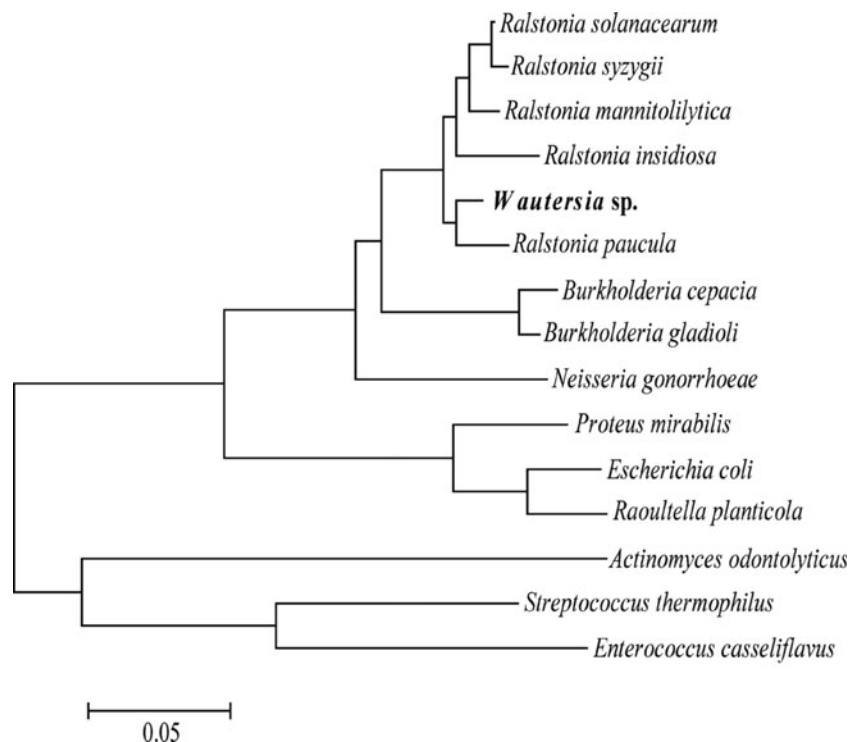 Ralstonia solanacearum
Ralstonia syzygii
Ralstonia mannitolilytica
Ralstonia insidiosa
Wautersia sp.
Ralstonia paucula
Burkholderia cepacia
Burkholderia gladioli
Neisseria gonorrhoeae
Proteus mirabilis
Escherichia coli
Raoultella planticola
Actinomyces odontolyticus
Streptococcus thermophilus
Enterococcus casseliflavus
0.05